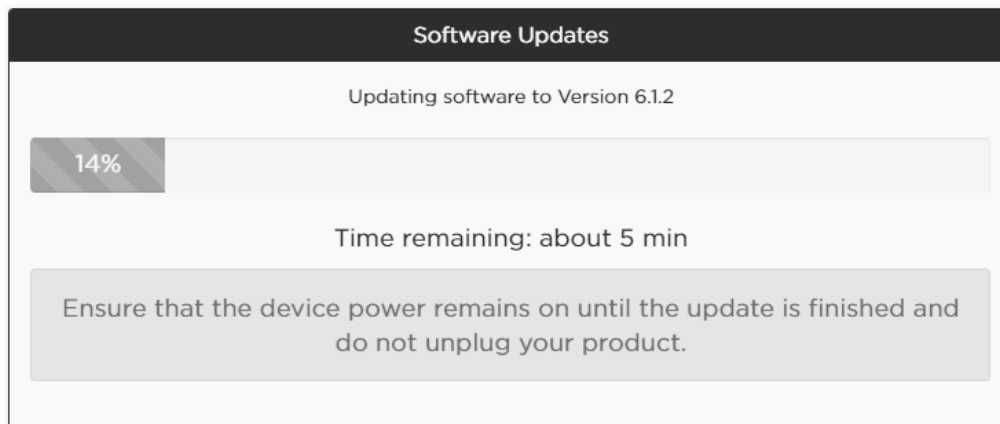 Software Updates
Updating software to Version 6.1.2
14%
Time remaining: about 5 min
Ensure that the device power remains on until the update is finished and
do not unplug your product.